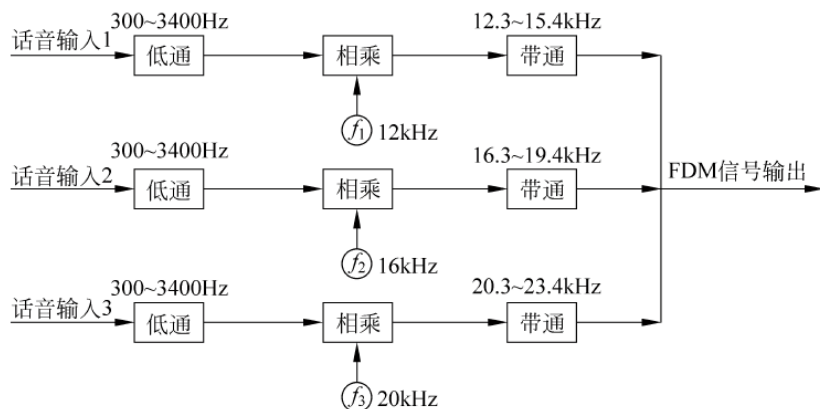 300~3400Hz 12.3~15.4kHz
话音输入1 低通 相乘 带通
f₁ 12kHz
300~3400Hz 16.3~19.4kHz
话音输入2 低通 相乘 带通 FDM信号输出
f₂ 16kHz
300~3400Hz 20.3~23.4kHz
话音输入3 低通 相乘 带通
f₃ 20kHz